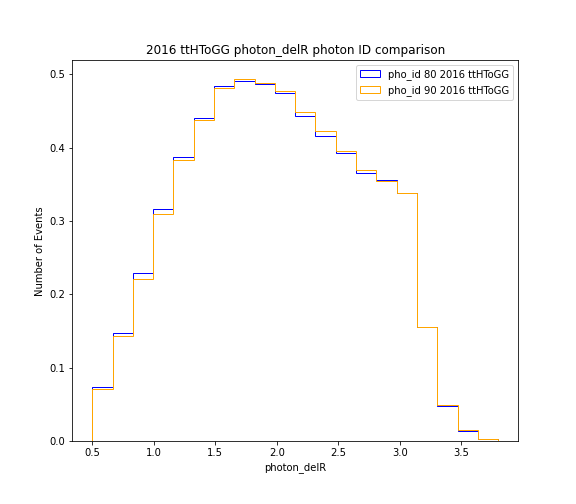 2016 ttHToGG photon_delR photon ID comparison
pho_id 80 2016 ttHToGG
pho_id 90 2016 ttHToGG
Number of Events
0.5
0.4
0.3
0.2
0.1
0.0
0.5 1.0 1.5 2.0 2.5 3.0 3.5
photon_delR